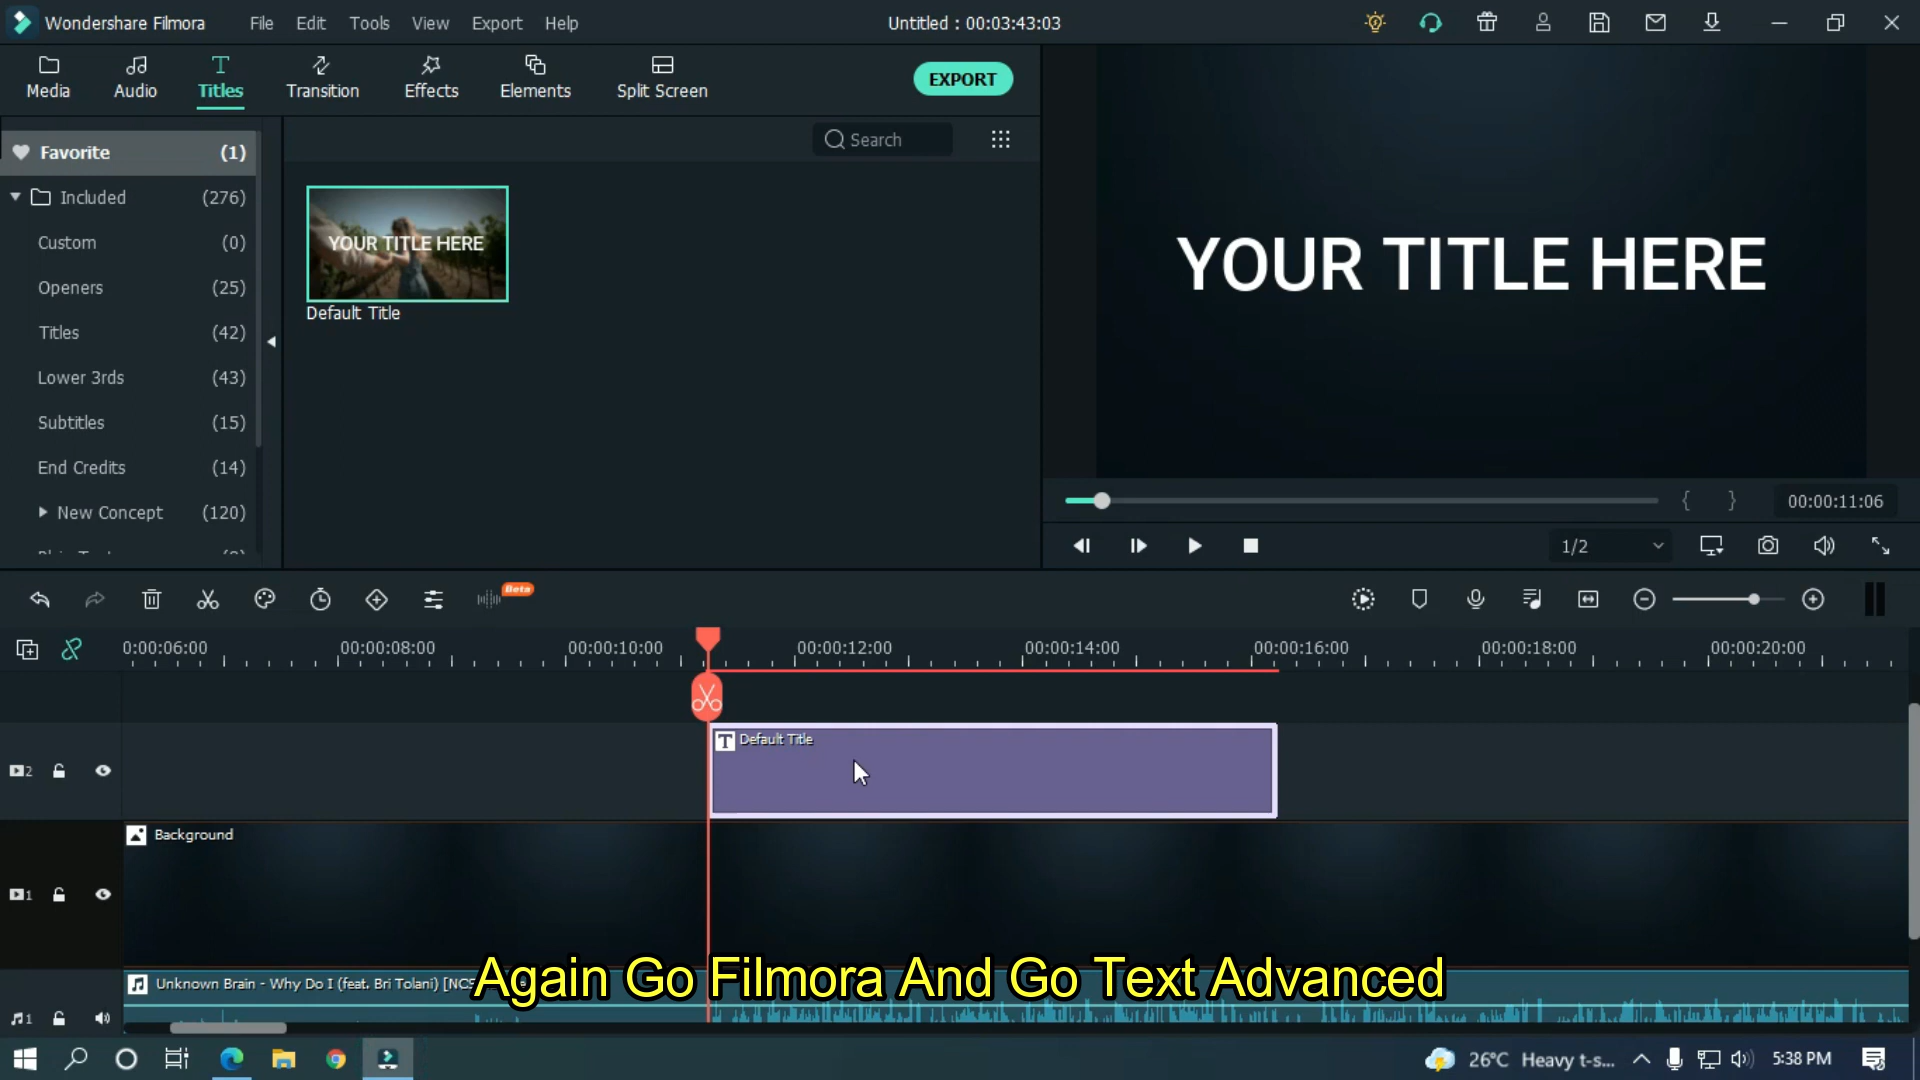 Wondershare Filmora File Edit Tools View Export Help Untitled : 00:03:43:03
Media Audio Titles Transition Effects Elements Split Screen EXPORT
Search
Favorite (1)
Included (276)
Custom (0)
Openers (25)
Titles (42)
Lower 3rds (43)
Subtitles (15)
End Credits (14)
New Concept (120)
YOUR TITLE HERE
Default Title
YOUR TITLE HERE
{ } 00:00:11:06
1/2
Beta
0:00:06:00 00:00:08:00 00:00:10:00 00:00:12:00 00:00:14:00 00:00:16:00 00:00:18:00 00:00:20:00
T Default Title
2
Background
1
Unknown Brain - Why Do I (feat. Bri Tolani) [NCS
1
Again Go Filmora And Go Text Advanced
26°C Heavy t-s... 5:38 PM